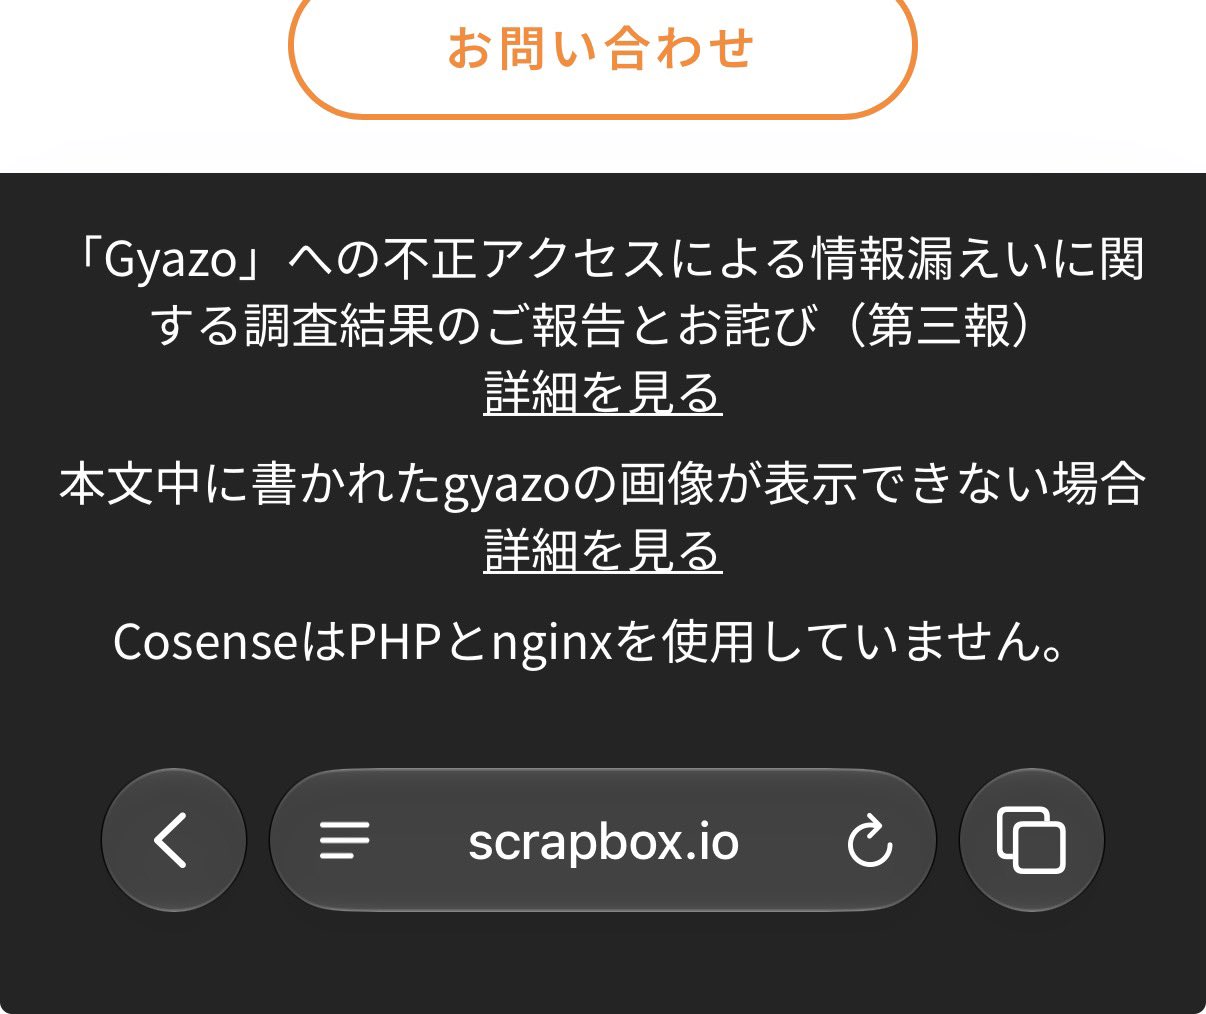 お問い合わせ
「Gyazo」への不正アクセスによる情報漏えいに関
する調査結果のご報告とお詫び（第三報）
詳細を見る
本文中に書かれたgyazoの画像が表示できない場合
詳細を見る
CosenseはPHPとnginxを使用していません。
scrapbox.io